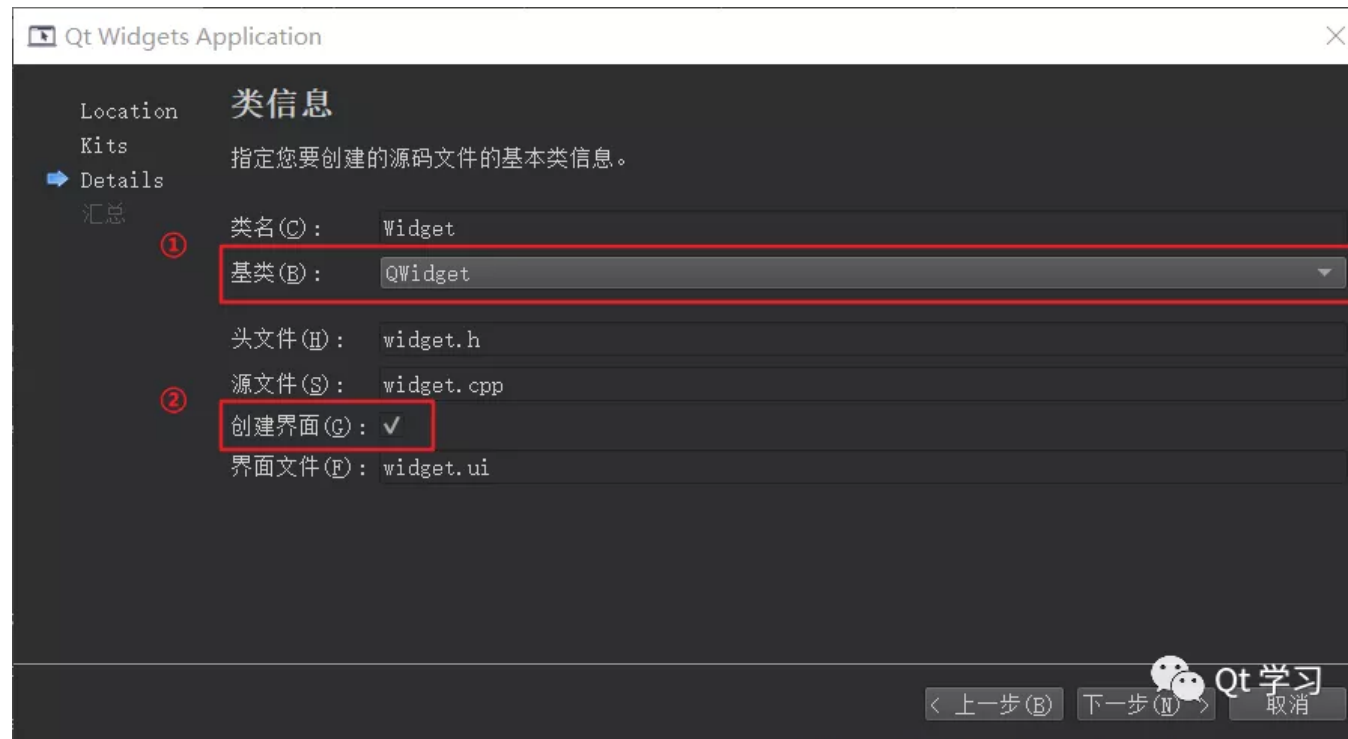 Qt Widgets Application
Location
Kits
Details
汇总
类信息
指定您要创建的源码文件的基本类信息。
①
类名(C)： Widget
基类(B)： QWidget
头文件(H)： widget.h
②
源文件(S)： widget.cpp
创建界面(G)：
界面文件(F)： widget.ui
Qt 学习
< 上一步(B) 下一步(N) > 取消